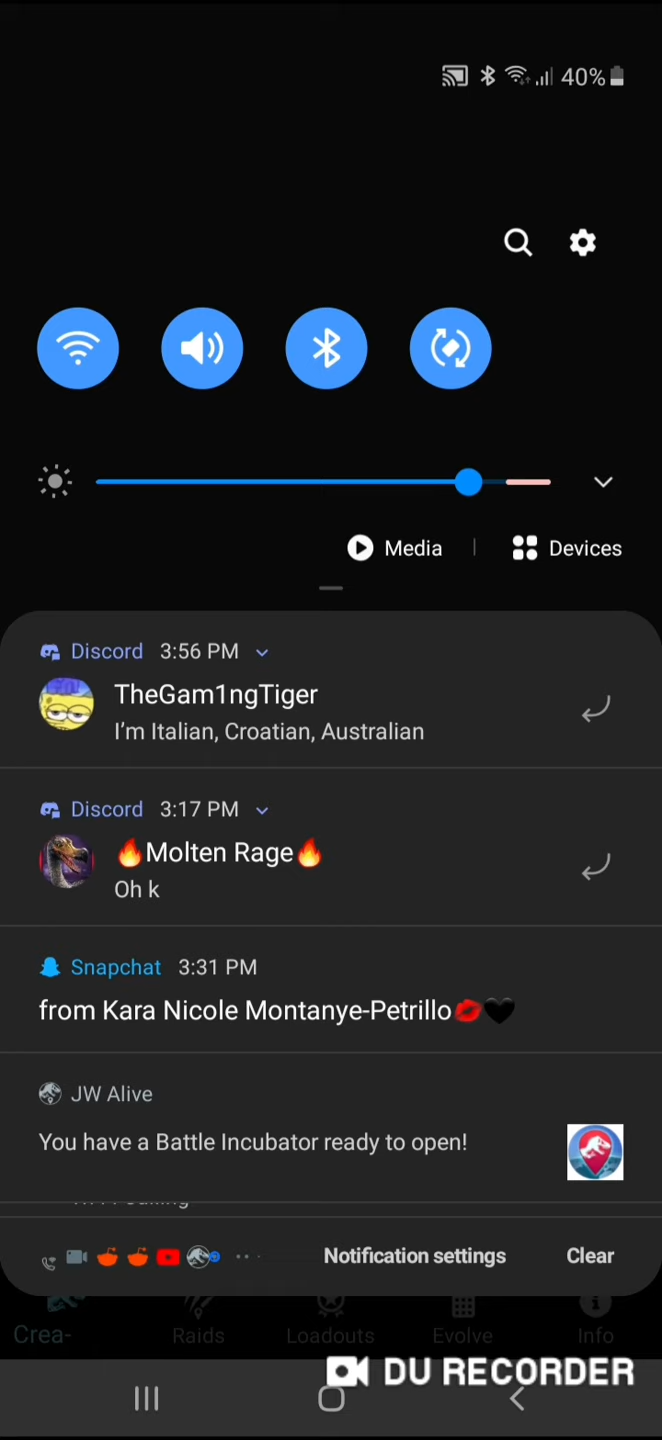 40%
Media | Devices
Discord 3:56 PM
TheGam1ngTiger
I'm Italian, Croatian, Australian
Discord 3:17 PM
🔥Molten Rage🔥
Oh k
Snapchat 3:31 PM
from Kara Nicole Montanye-Petrillo💋🖤
JW Alive
You have a Battle Incubator ready to open!
Notification settings Clear
Crea- Raids Loadouts Evolve Info
DU RECORDER